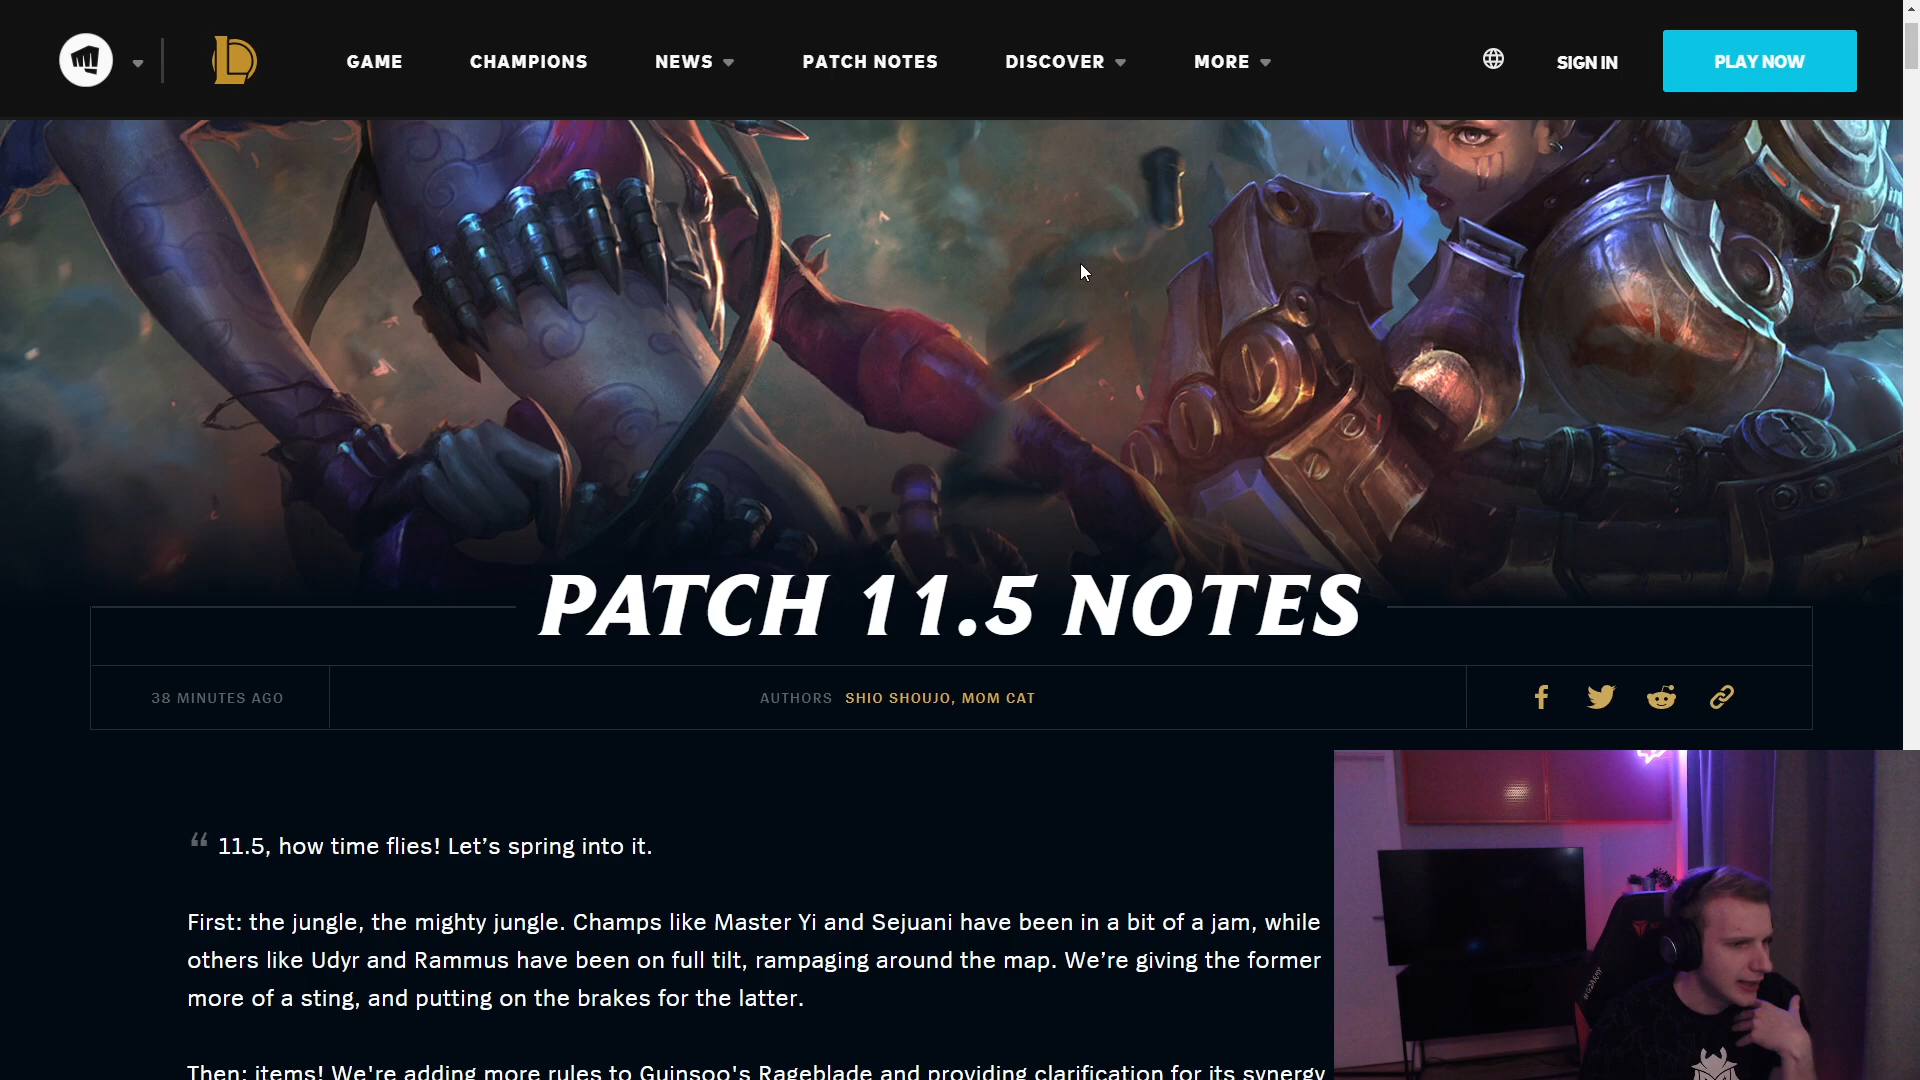 GAME
CHAMPIONS
NEWS
PATCH NOTES
DISCOVER
MORE
SIGN IN
PLAY NOW
PATCH 11.5 NOTES
38 MINUTES AGO
AUTHORS SHIO SHOUJO, MOM CAT
“ 11.5, how time flies! Let’s spring into it.
First: the jungle, the mighty jungle. Champs like Master Yi and Sejuani have been in a bit of a jam, while
others like Udyr and Rammus have been on full tilt, rampaging around the map. We’re giving the former
more of a sting, and putting on the brakes for the latter.
Then: items! We're adding more rules to Guinsoo's Rageblade and providing clarification for its synergy